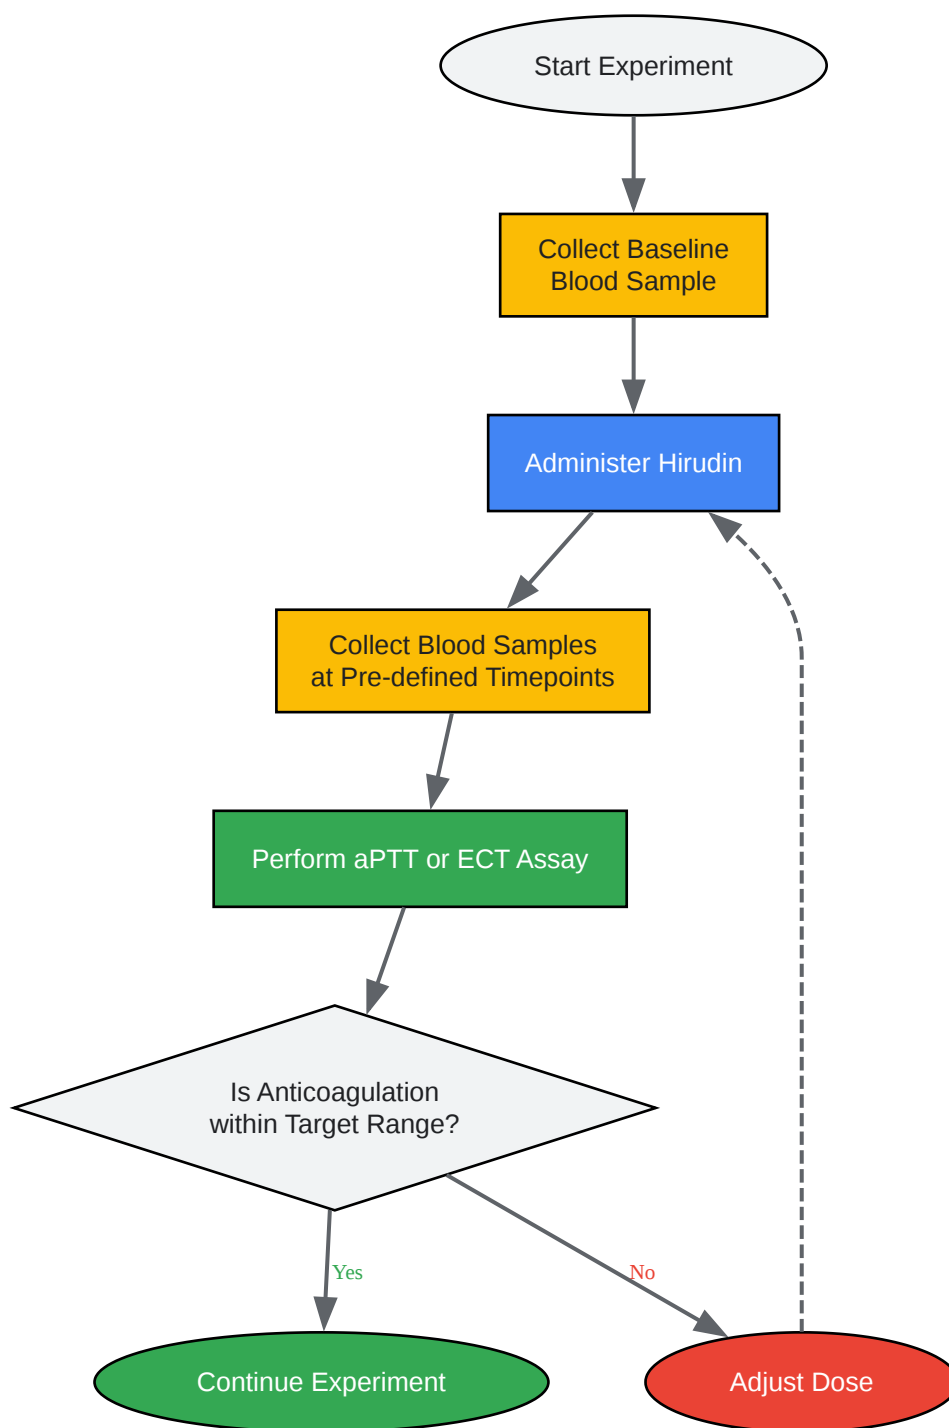 Start Experiment
Collect Baseline
Blood Sample
Administer Hirudin
Collect Blood Samples
at Pre-defined Timepoints
Perform aPTT or ECT Assay
Is Anticoagulation
within Target Range?
Yes
No
Continue Experiment
Adjust Dose